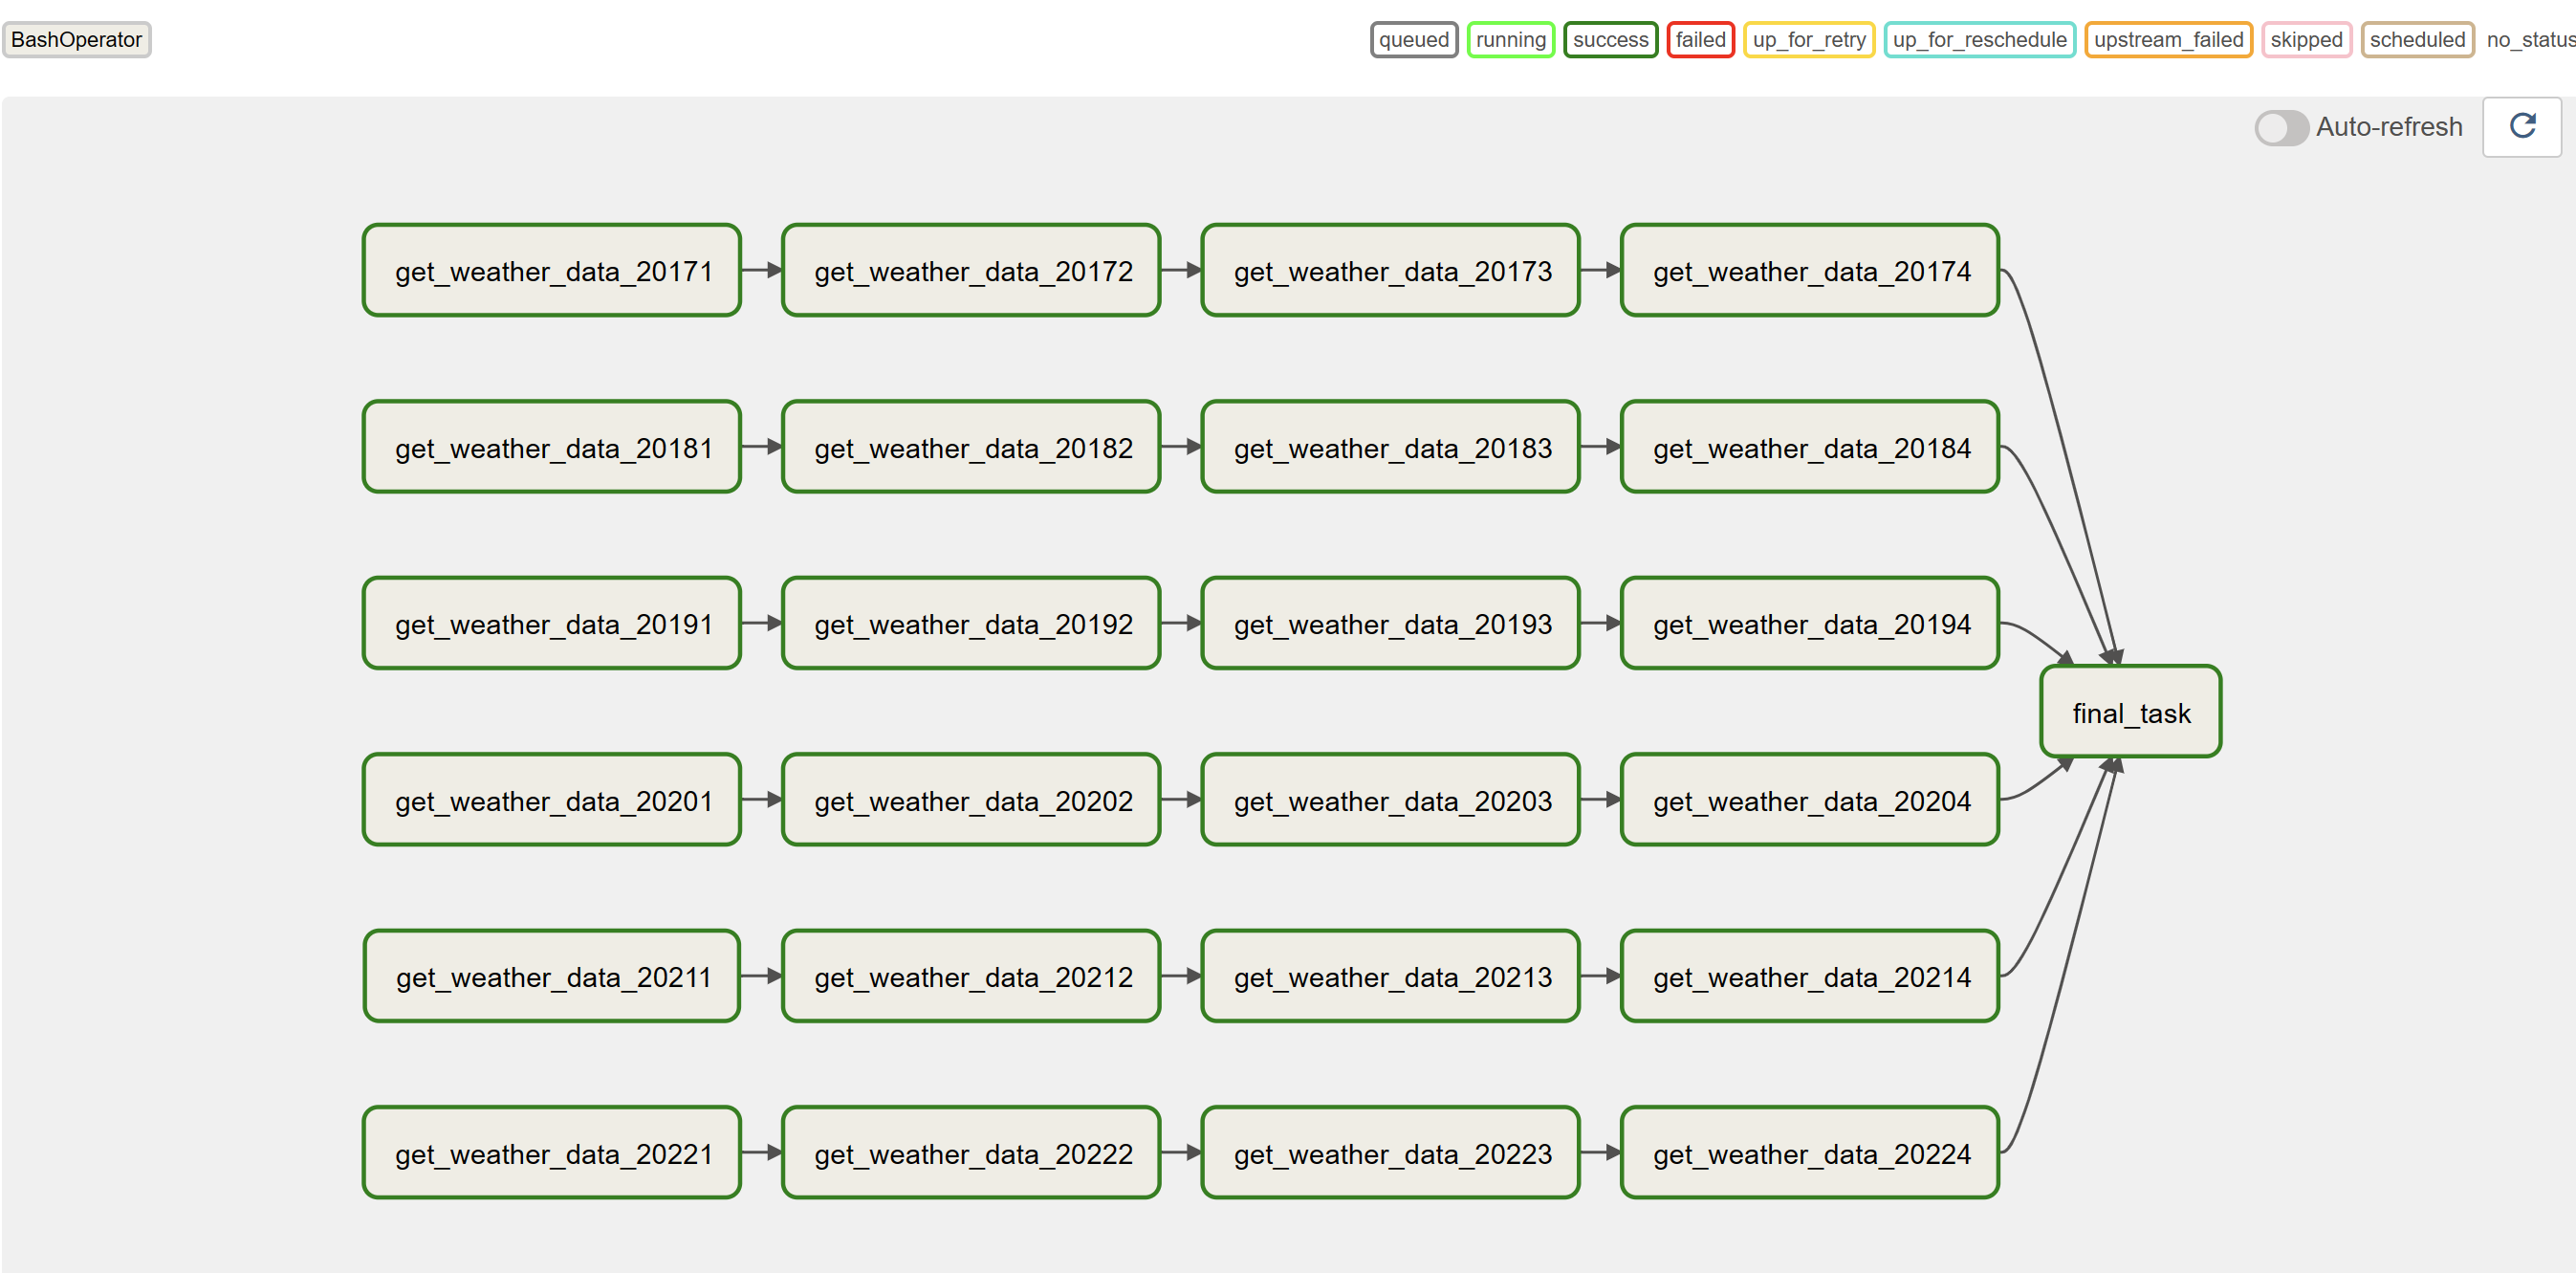 BashOperator queued running success failed up_for_retry up_for_reschedule upstream_failed skipped scheduled no_status
Auto-refresh
get_weather_data_20171 get_weather_data_20172 get_weather_data_20173 get_weather_data_20174
get_weather_data_20181 get_weather_data_20182 get_weather_data_20183 get_weather_data_20184
get_weather_data_20191 get_weather_data_20192 get_weather_data_20193 get_weather_data_20194
final_task
get_weather_data_20201 get_weather_data_20202 get_weather_data_20203 get_weather_data_20204
get_weather_data_20211 get_weather_data_20212 get_weather_data_20213 get_weather_data_20214
get_weather_data_20221 get_weather_data_20222 get_weather_data_20223 get_weather_data_20224